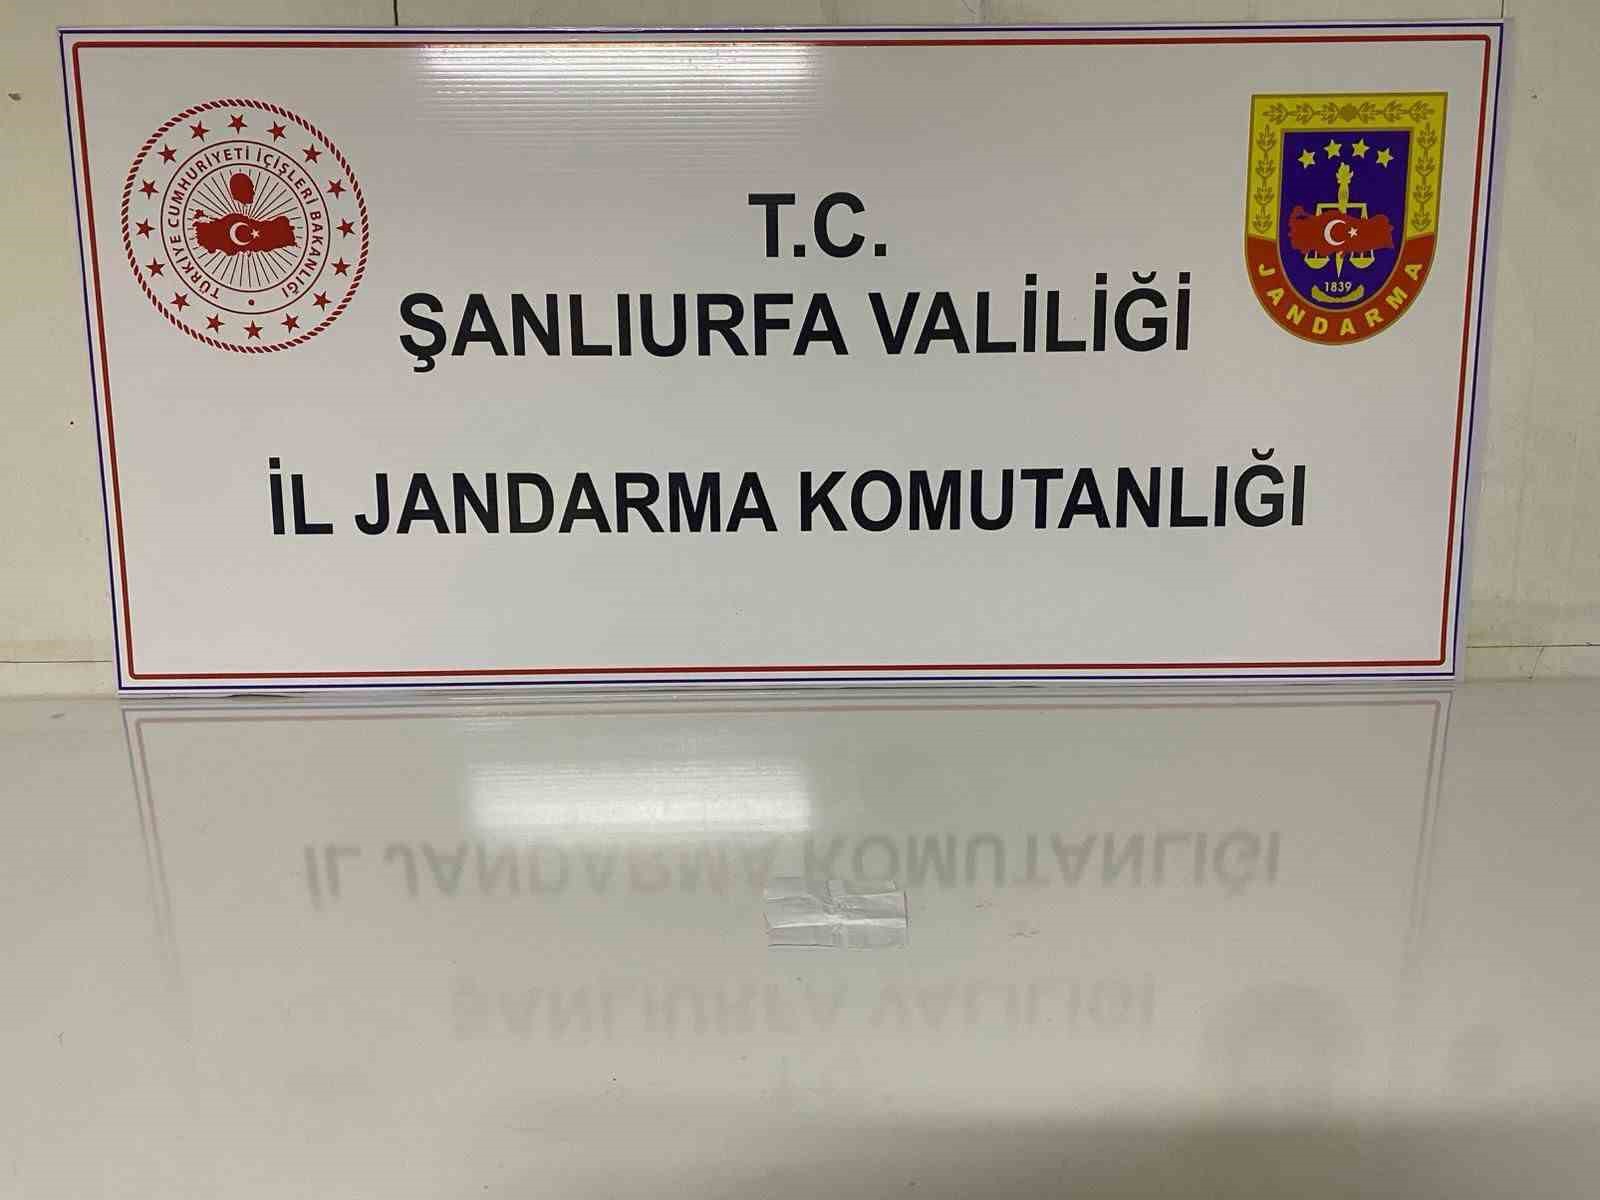 T.C.
ŞANLIURFA VALİLİĞİ
İL JANDARMA KOMUTANLIĞI
TÜRKİYE CUMHURİYETİ İÇİŞLERİ BAKANLIĞI
1839
JANDARMA